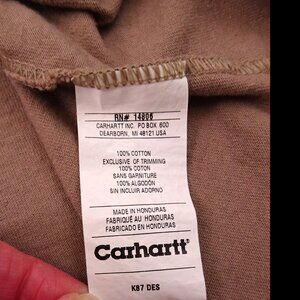 RN# 14806
CARHARTT INC. PO BOX 600
DEARBORN, MI 48121 USA
100% COTTON
EXCLUSIVE OF TRIMMING
100% COTON
SANS GARNITURE
100% ALGODÓN
SIN INCLUIR ADORNO
MADE IN HONDURAS
FABRIQUÉ AU HONDURAS
FABRICADO EN HONDURAS
Carhartt
K87 DES